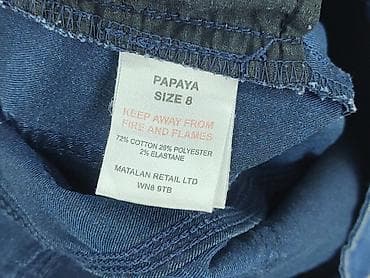 PAPAYA
SIZE 8
KEEP AWAY FROM
FIRE AND FLAMES
72% COTTON 26% POLYESTER
2% ELASTANE
MATALAN RETAIL LTD
WN8 9TB